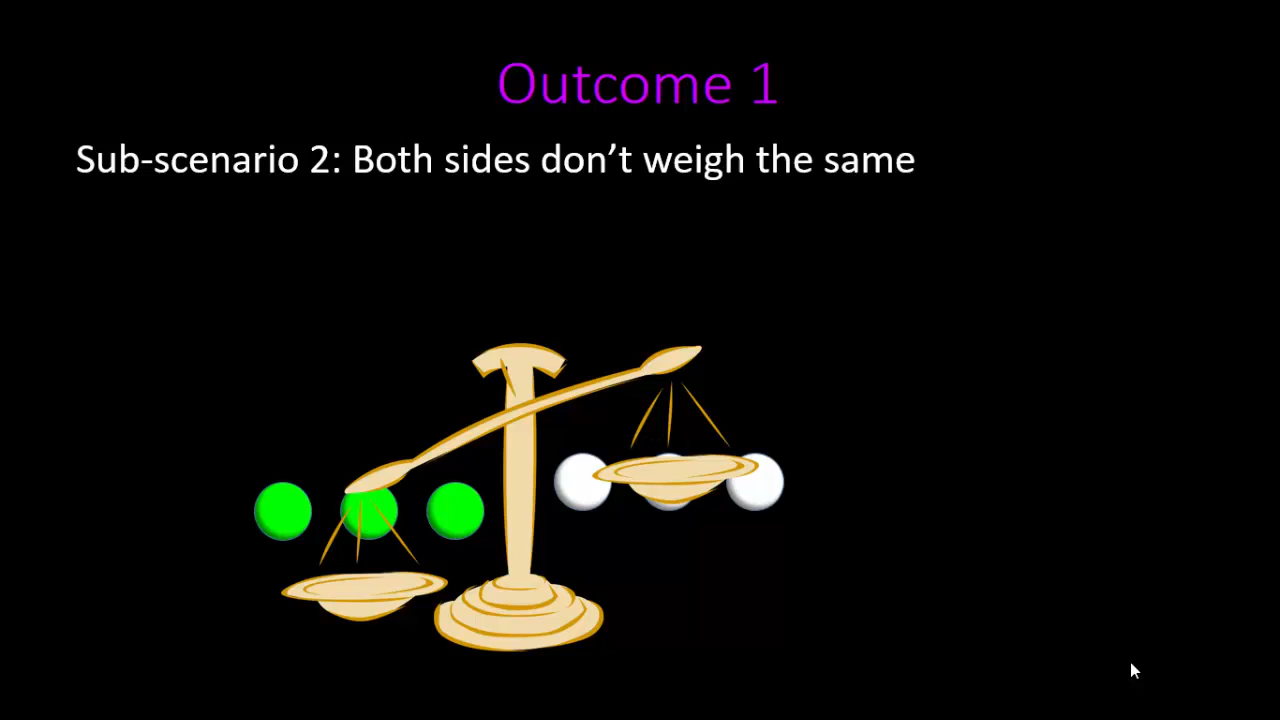 Outcome 1
Sub-scenario 2: Both sides don’t weigh the same